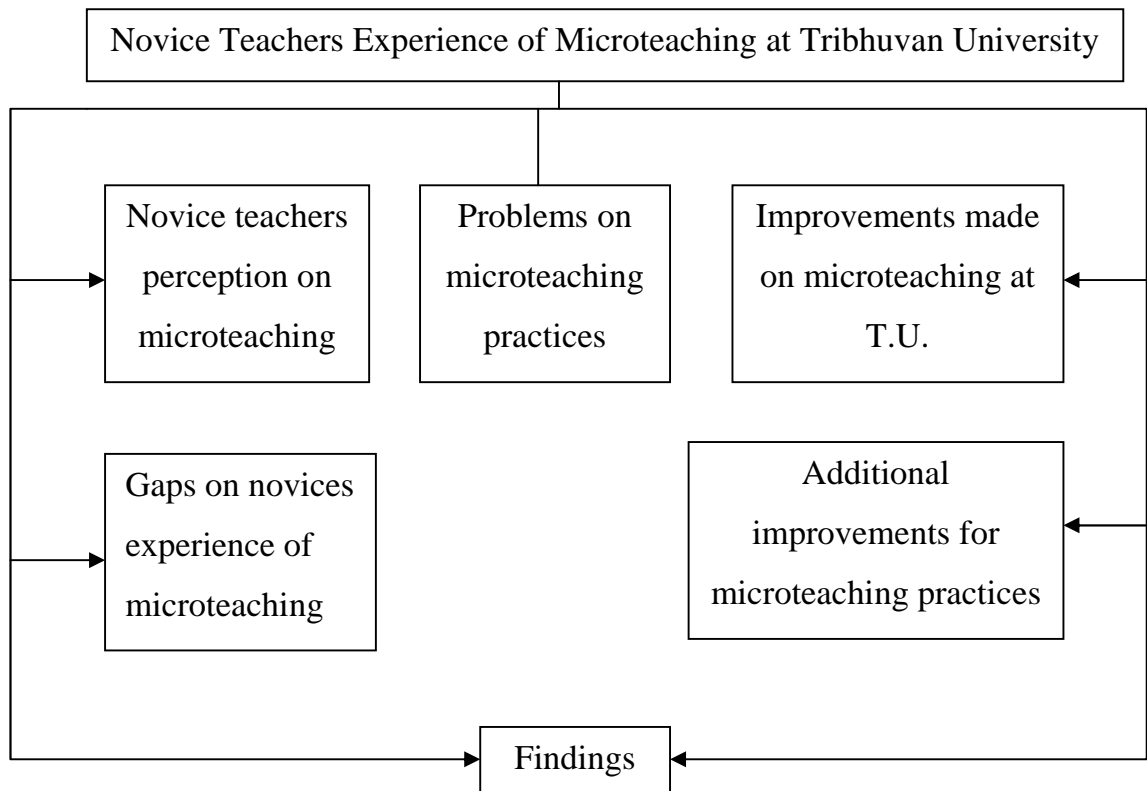 Novice Teachers Experience of Microteaching at Tribhuvan University
Novice teachers
perception on
microteaching
Problems on
microteaching
practices
Improvements made
on microteaching at
T.U.
Gaps on novices
experience of
microteaching
Additional
improvements for
microteaching practices
Findings